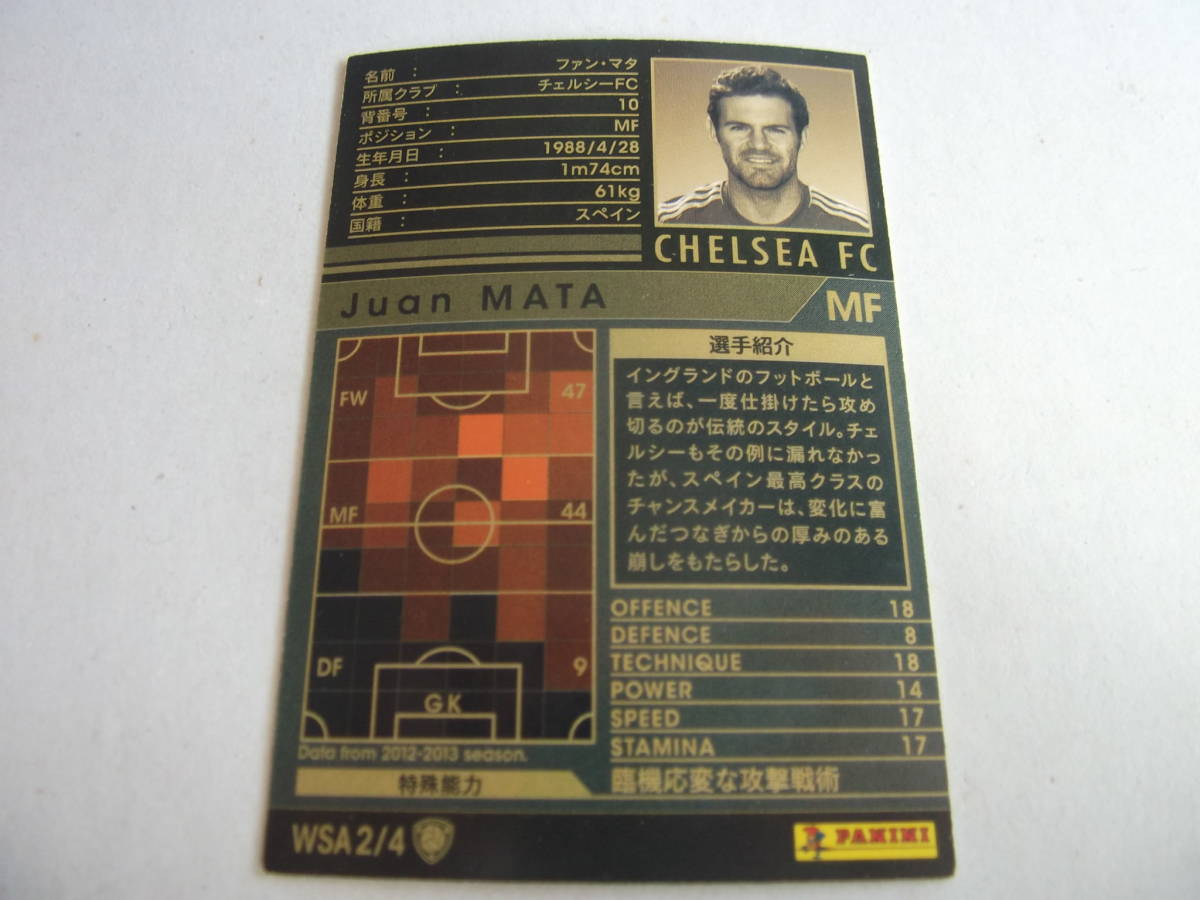 名前 : ファン・マタ
所属クラブ : チェルシーFC
背番号 : 10
ポジション : MF
生年月日 : 1988/4/28
身長 : 1m74cm
体重 : 61kg
国籍 : スペイン
CHELSEA FC
Juan MATA
MF
FW 47
MF 44
DF 9
GK
Data from 2012-2013 season.
選手紹介
イングランドのフットボールと
言えば、一度仕掛けたら攻め
切るのが伝統のスタイル。チェ
ルシーもその例に漏れなかっ
たが、スペイン最高クラスの
チャンスメイカーは、変化に富
んだつなぎからの厚みのある
崩しをもたらした。
OFFENCE 18
DEFENCE 8
TECHNIQUE 18
POWER 14
SPEED 17
STAMINA 17
特殊能力 臨機応変な攻撃戦術
WSA 2/4
PANINI